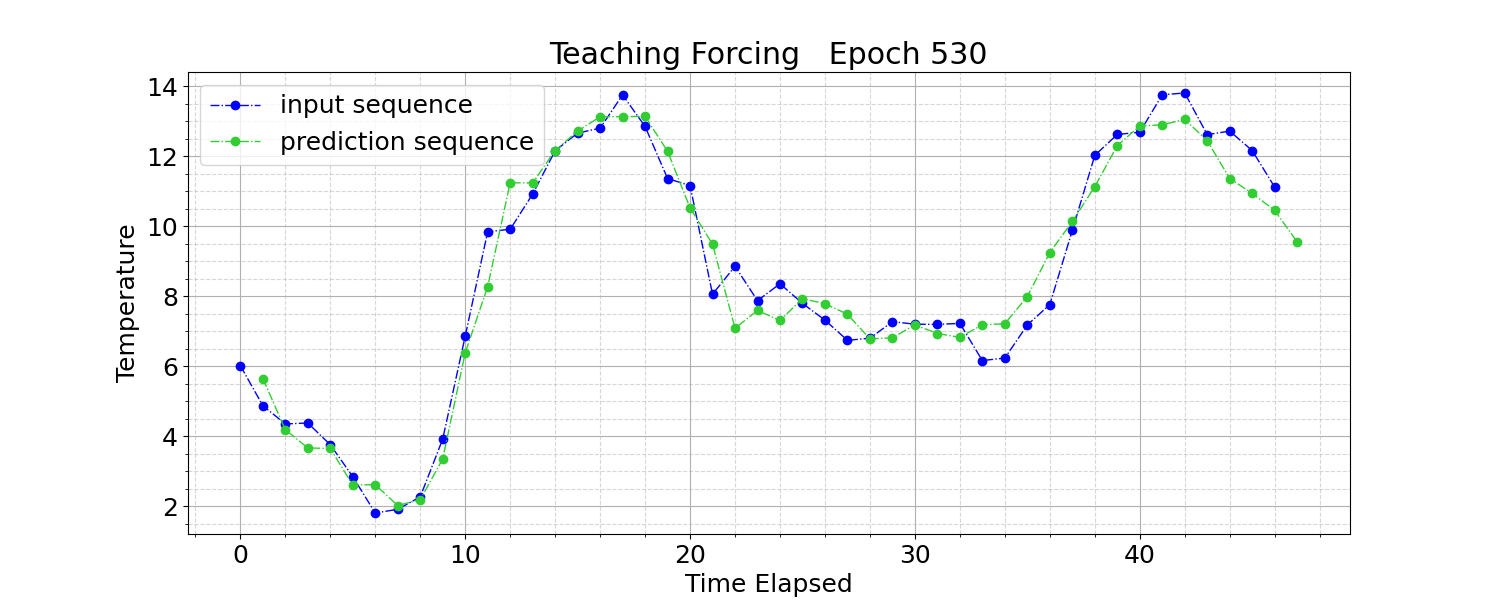 Teaching Forcing   Epoch 530
input sequence
prediction sequence
14
12
10
8
6
4
2
Temperature
0 10 20 30 40
Time Elapsed